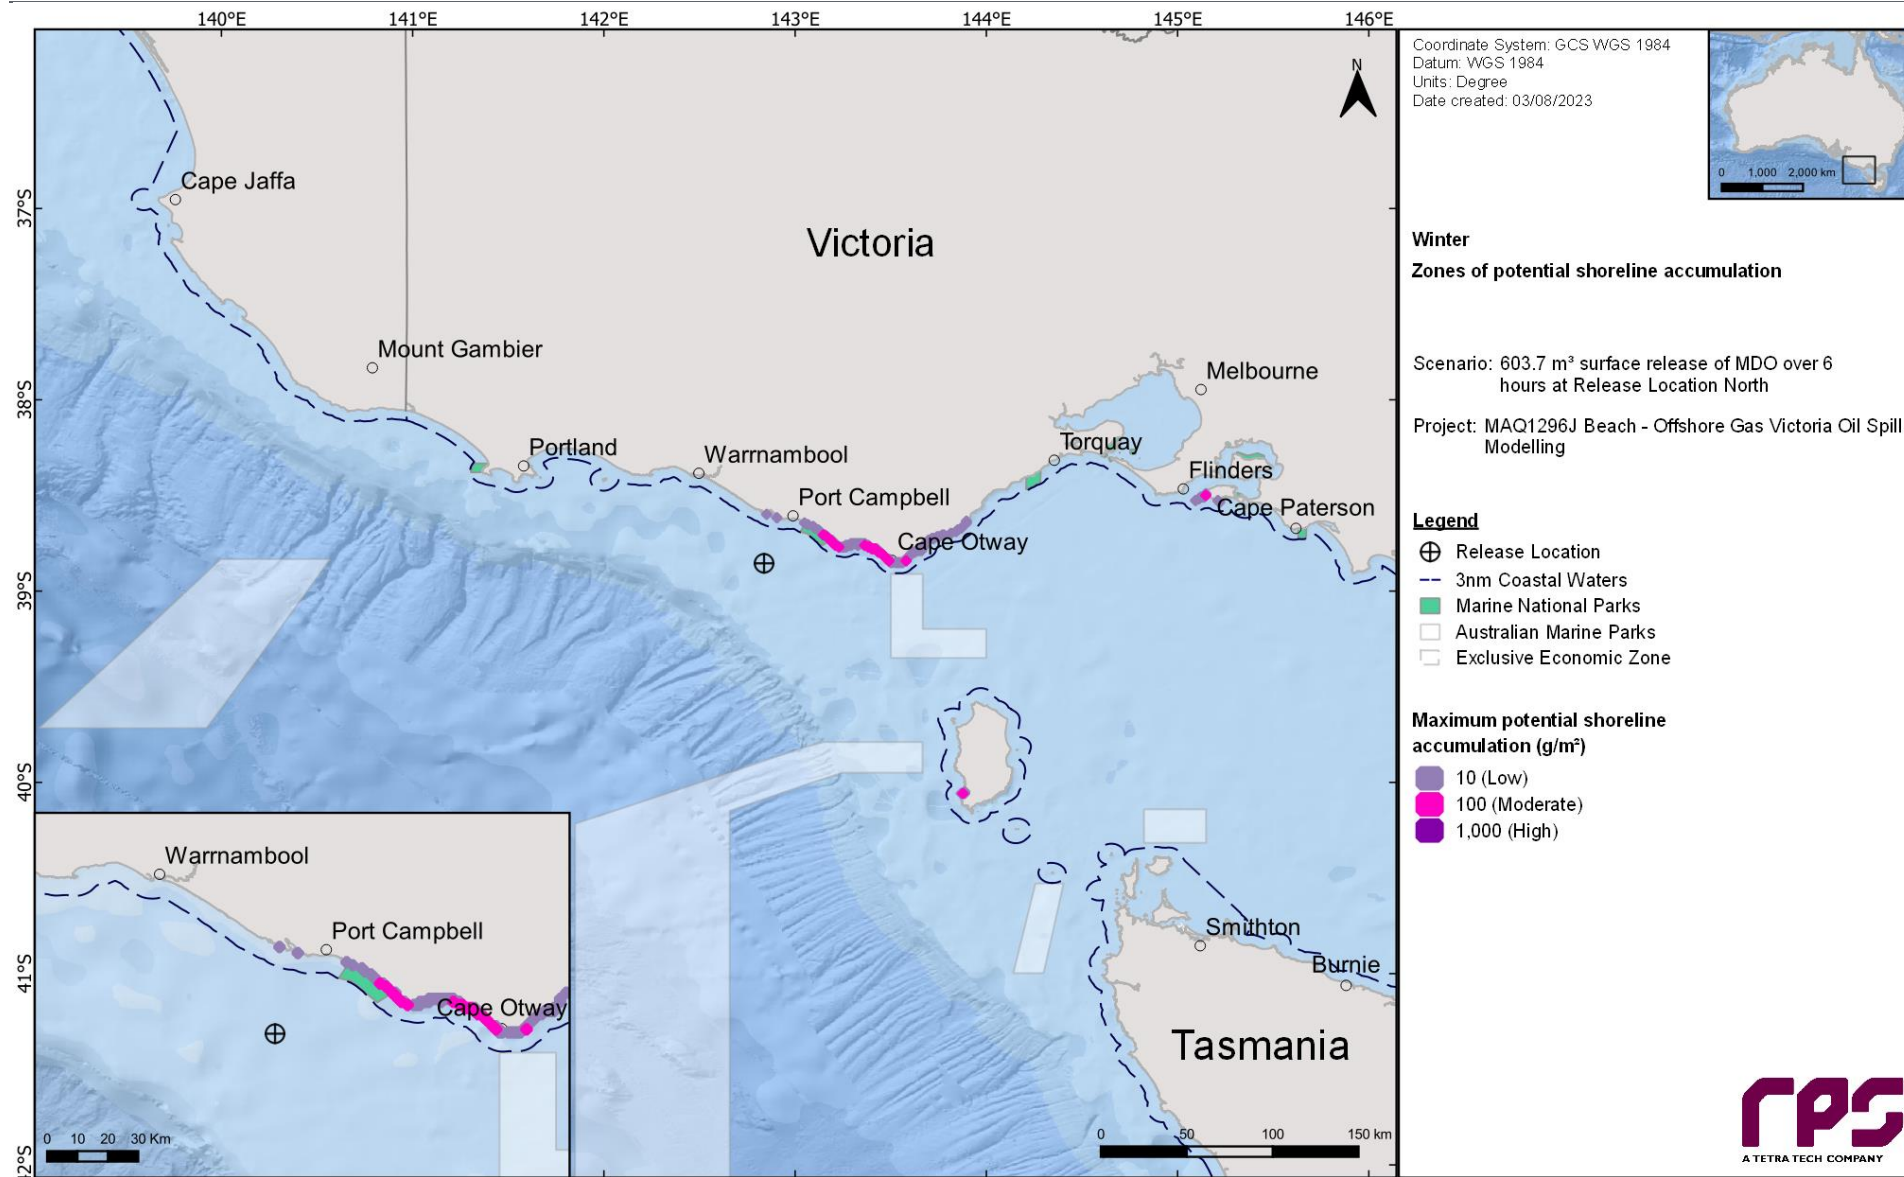 140°E 141°E 142°E 143°E 144°E 145°E 146°E
37°S
38°S
39°S
40°S
41°S
2°S
N
Cape Jaffa
Victoria
Mount Gambier
Melbourne
Portland
Torquay
Warrnambool
Flinders
Port Campbell
Cape Paterson
Cape Otway
Smithton
Burnie
Tasmania
0 50 100 150 km
Warrnambool
Port Campbell
Cape Otway
0 10 20 30 Km
Coordinate System: GCS WGS 1984
Datum: WGS 1984
Units: Degree
Date created: 03/08/2023
0 1,000 2,000 km
Winter
Zones of potential shoreline accumulation
Scenario: 603.7 m³ surface release of MDO over 6
hours at Release Location North
Project: MAQ1296J Beach - Offshore Gas Victoria Oil Spill
Modelling
Legend
Release Location
3nm Coastal Waters
Marine National Parks
Australian Marine Parks
Exclusive Economic Zone
Maximum potential shoreline
accumulation (g/m²)
10 (Low)
100 (Moderate)
1,000 (High)
rps
A TETRA TECH COMPANY